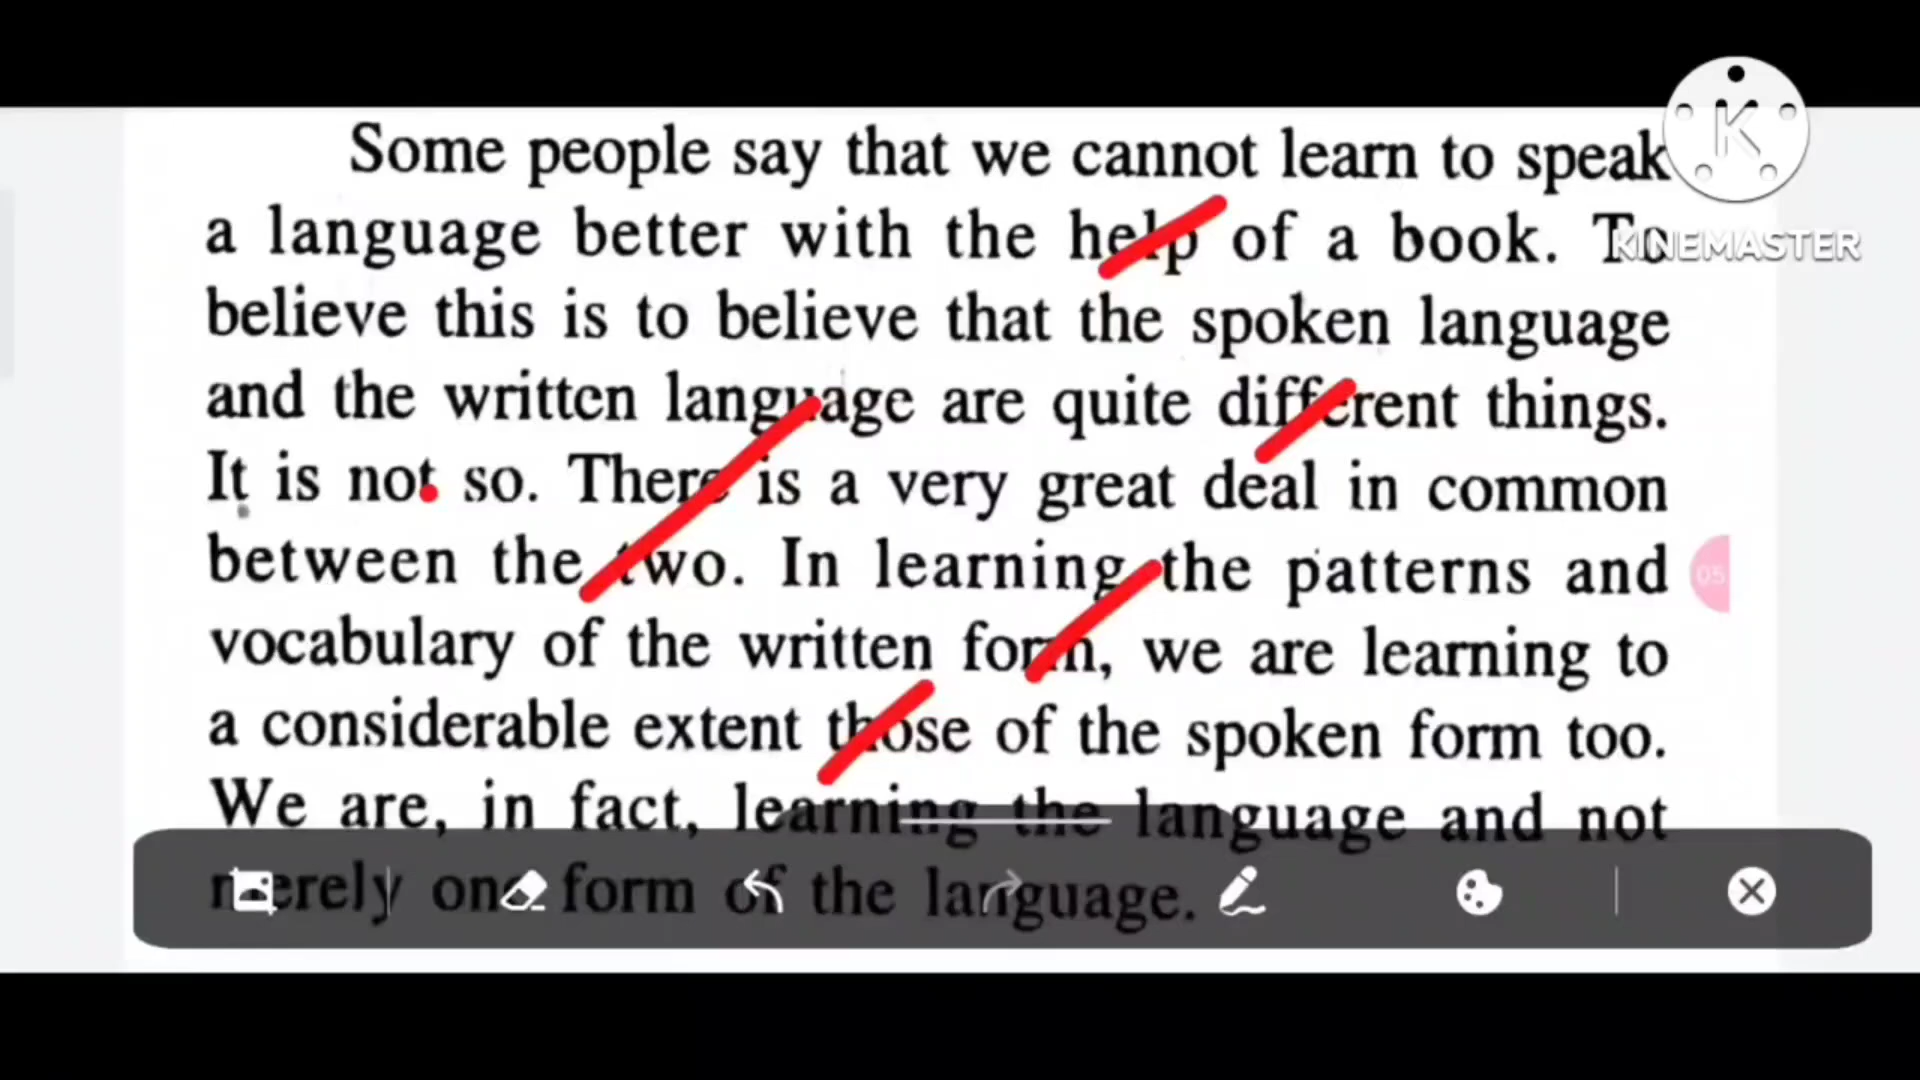 Some people say that we cannot learn to speak
a language better with the help of a book. To
believe this is to believe that the spoken language
and the written language are quite different things.
It is not so. There is a very great deal in common
between the two. In learning the patterns and
vocabulary of the written form, we are learning to
a considerable extent those of the spoken form too.
We are, in fact, learning the language and not
merely one form of the language.
K
KINEMASTER
05